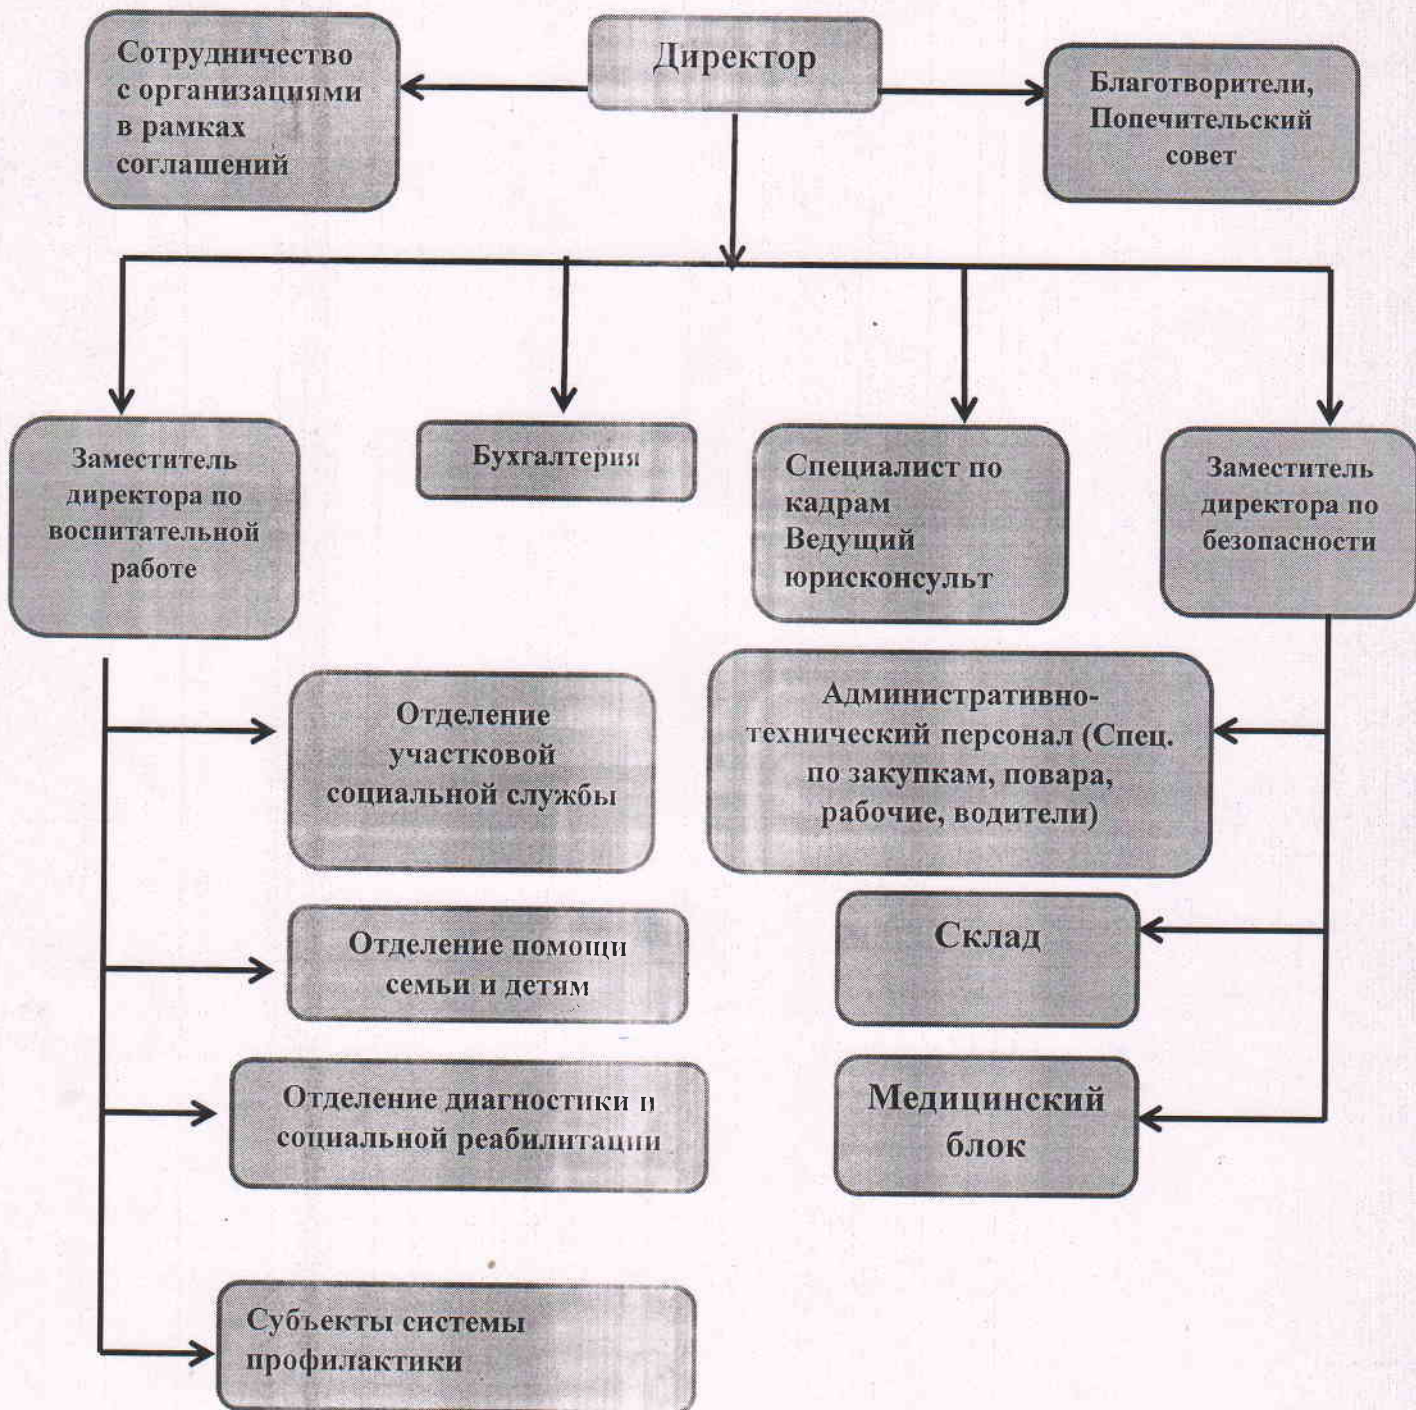 Директор
Сотрудничество
с организациями
в рамках
соглашений
Благотворители,
Попечительский
совет
Заместитель
директора по
воспитательной
работе
Бухгалтерия
Специалист по
кадрам
Ведущий
юрисконсульт
Заместитель
директора по
безопасности
Отделение
участковой
социальной службы
Отделение помощи
семьи и детям
Отделение диагностики и
социальной реабилитации
Субъекты системы
профилактики
Административно-
технический персонал (Спец.
по закупкам, повара,
рабочие, водители)
Склад
Медицинский
блок